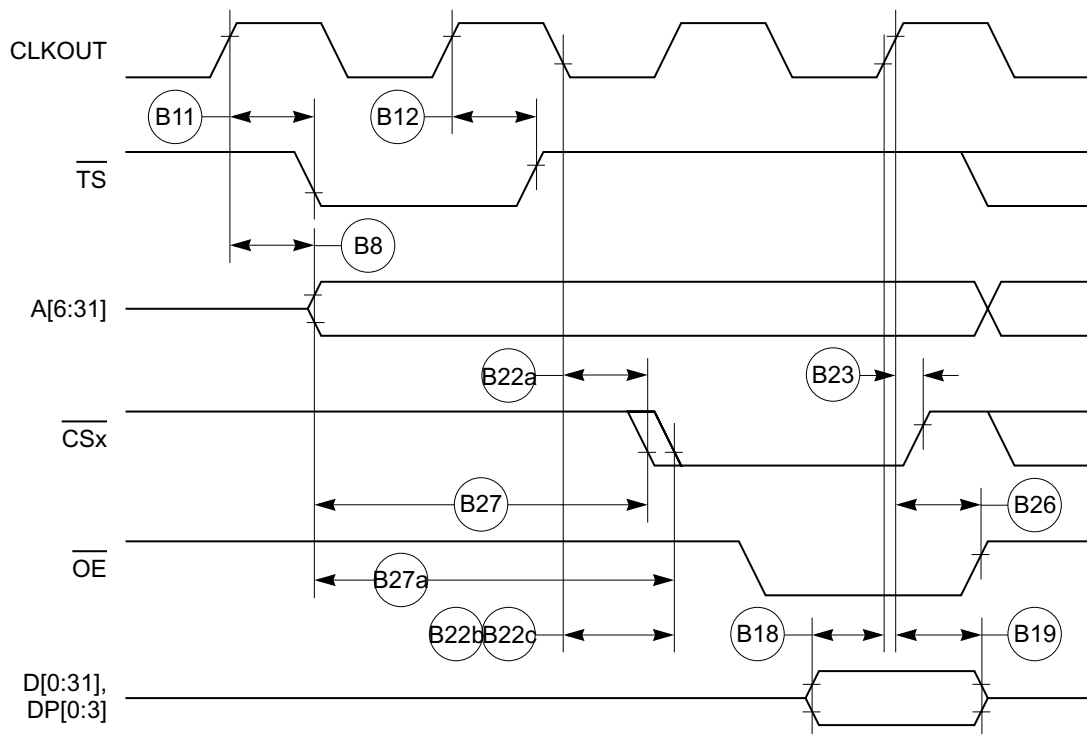 CLKOUT
B11
B12
TS
B8
A[6:31]
B22a
B23
CSx
B27
B26
OE
B27a
B22b B22c
B18
B19
D[0:31],
DP[0:3]